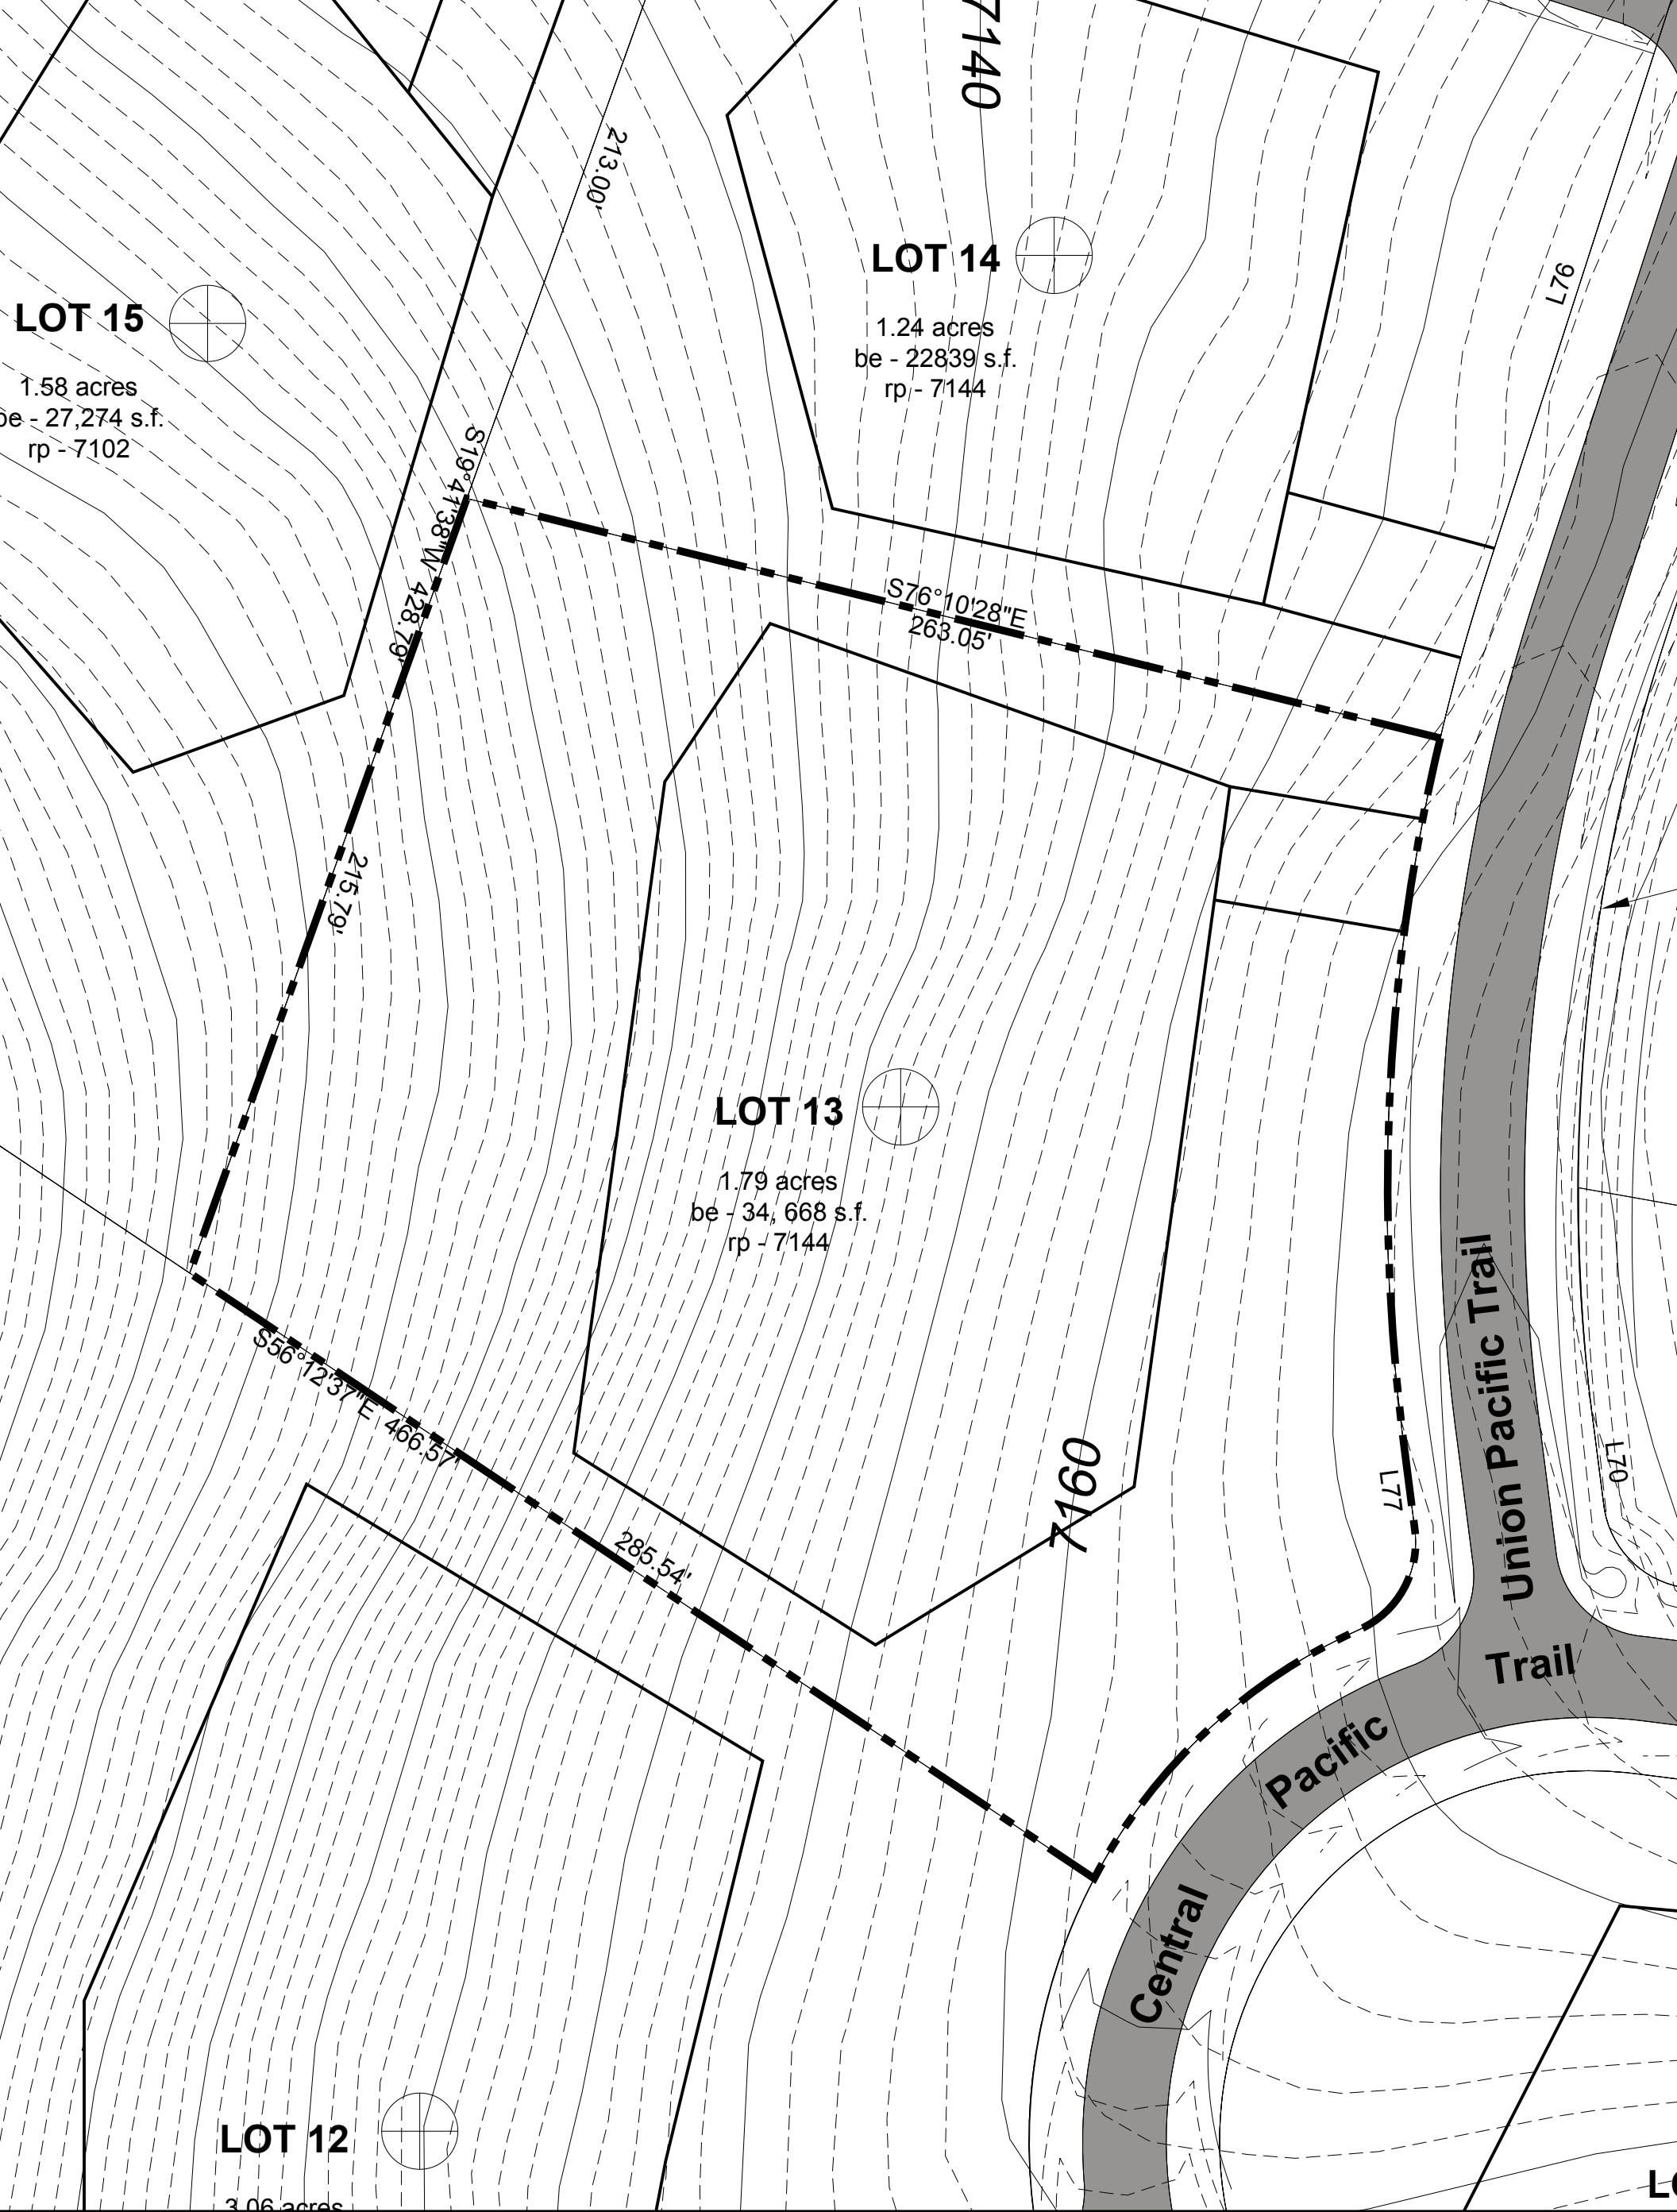 7140
213.00'
LOT 14
1.24 acres
be - 22839 s.f.
rp - 7144
L76
LOT 15
1.58 acres
be - 27,274 s.f.
rp - 7102
S19°41'38"W 428.79'
S76°10'28"E
263.05'
215.79'
LOT 13
1.79 acres
be - 34, 668 s.f.
rp - 7144
S56°12'37"E 466.57'
285.54'
7160
L77
L70
Union Pacific Trail
Central Pacific Trail
LOT 12
3.06 acres